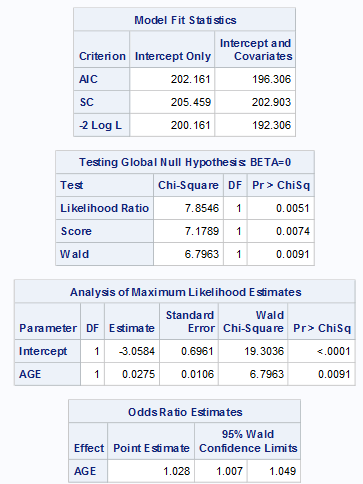 Model Fit Statistics
Criterion Intercept Only Intercept and Covariates
AIC 202.161 196.306
SC 205.459 202.903
-2 Log L 200.161 192.306
Testing Global Null Hypothesis: BETA=0
Test Chi-Square DF Pr > ChiSq
Likelihood Ratio 7.8546 1 0.0051
Score 7.1789 1 0.0074
Wald 6.7963 1 0.0091
Analysis of Maximum Likelihood Estimates
Parameter DF Estimate Standard Error Wald Chi-Square Pr > ChiSq
Intercept 1 -3.0584 0.6961 19.3036 <.0001
AGE 1 0.0275 0.0106 6.7963 0.0091
Odds Ratio Estimates
Effect Point Estimate 95% Wald Confidence Limits
AGE 1.028 1.007 1.049